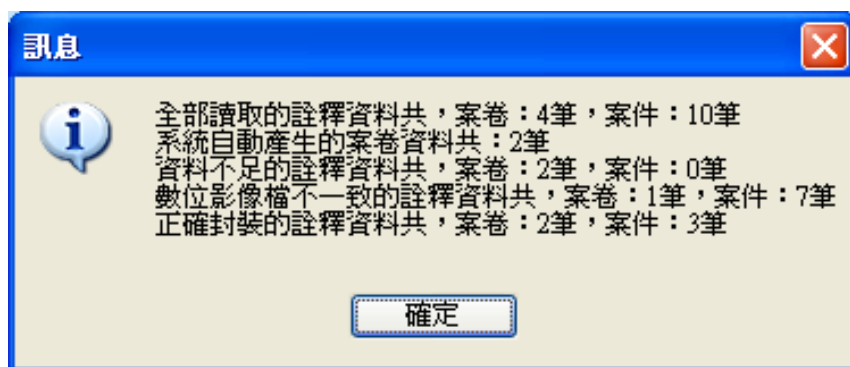 訊息
全部讀取的詮釋資料共，案卷：4筆，案件：10筆
系統自動產生的案卷資料共：2筆
資料不足的詮釋資料共，案卷：2筆，案件：0筆
數位影像檔不一致的詮釋資料共，案卷：1筆，案件：7筆
正確封裝的詮釋資料共，案卷：2筆，案件：3筆
確定